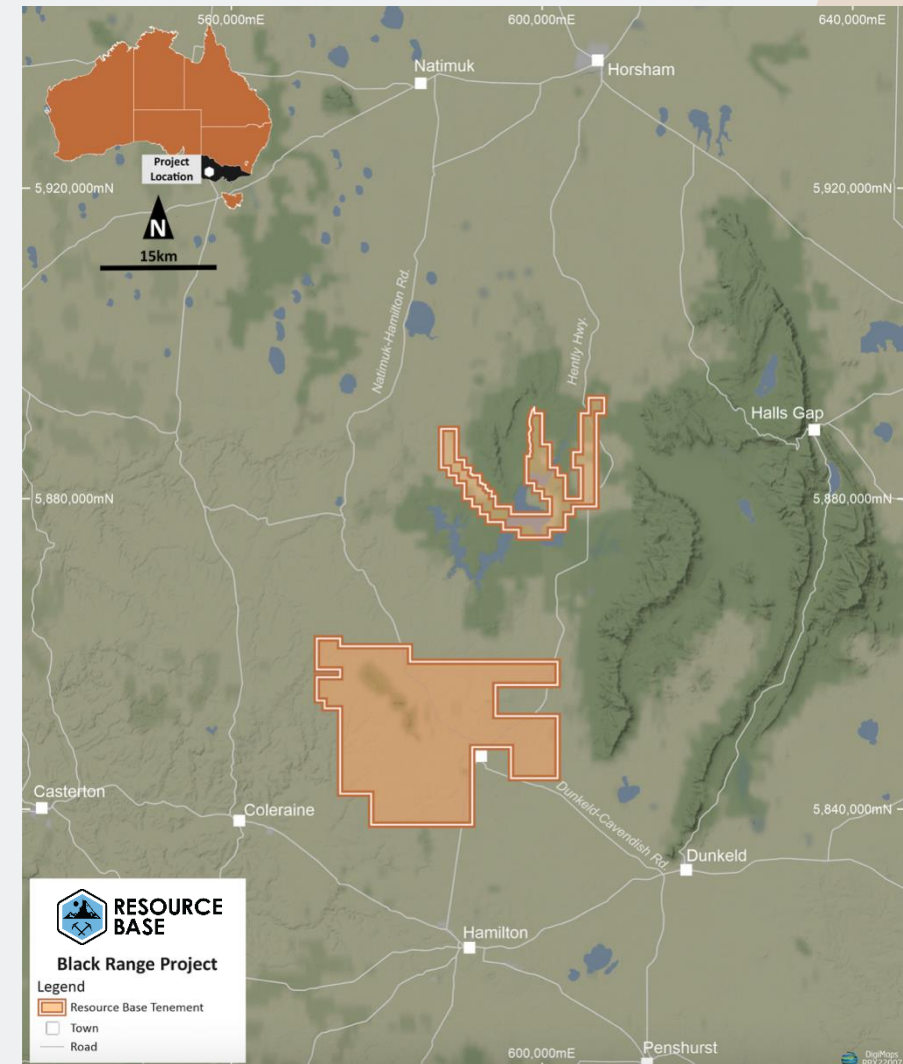 560,000mE
600,000mE
640,000mE
Natimuk
Horsham
Project
Location
5,920,000mN
5,920,000mN
N
15km
Natimuk-Hamilton Rd.
Hently Hwy.
Halls Gap
5,880,000mN
5,880,000mN
Casterton
Coleraine
Dunkeld-Cavendish Rd.
5,840,000mN
Dunkeld
RESOURCE
BASE
Black Range Project
Legend
Resource Base Tenement
Town
Road
Hamilton
600,000mE
Penshurst
DigiMaps